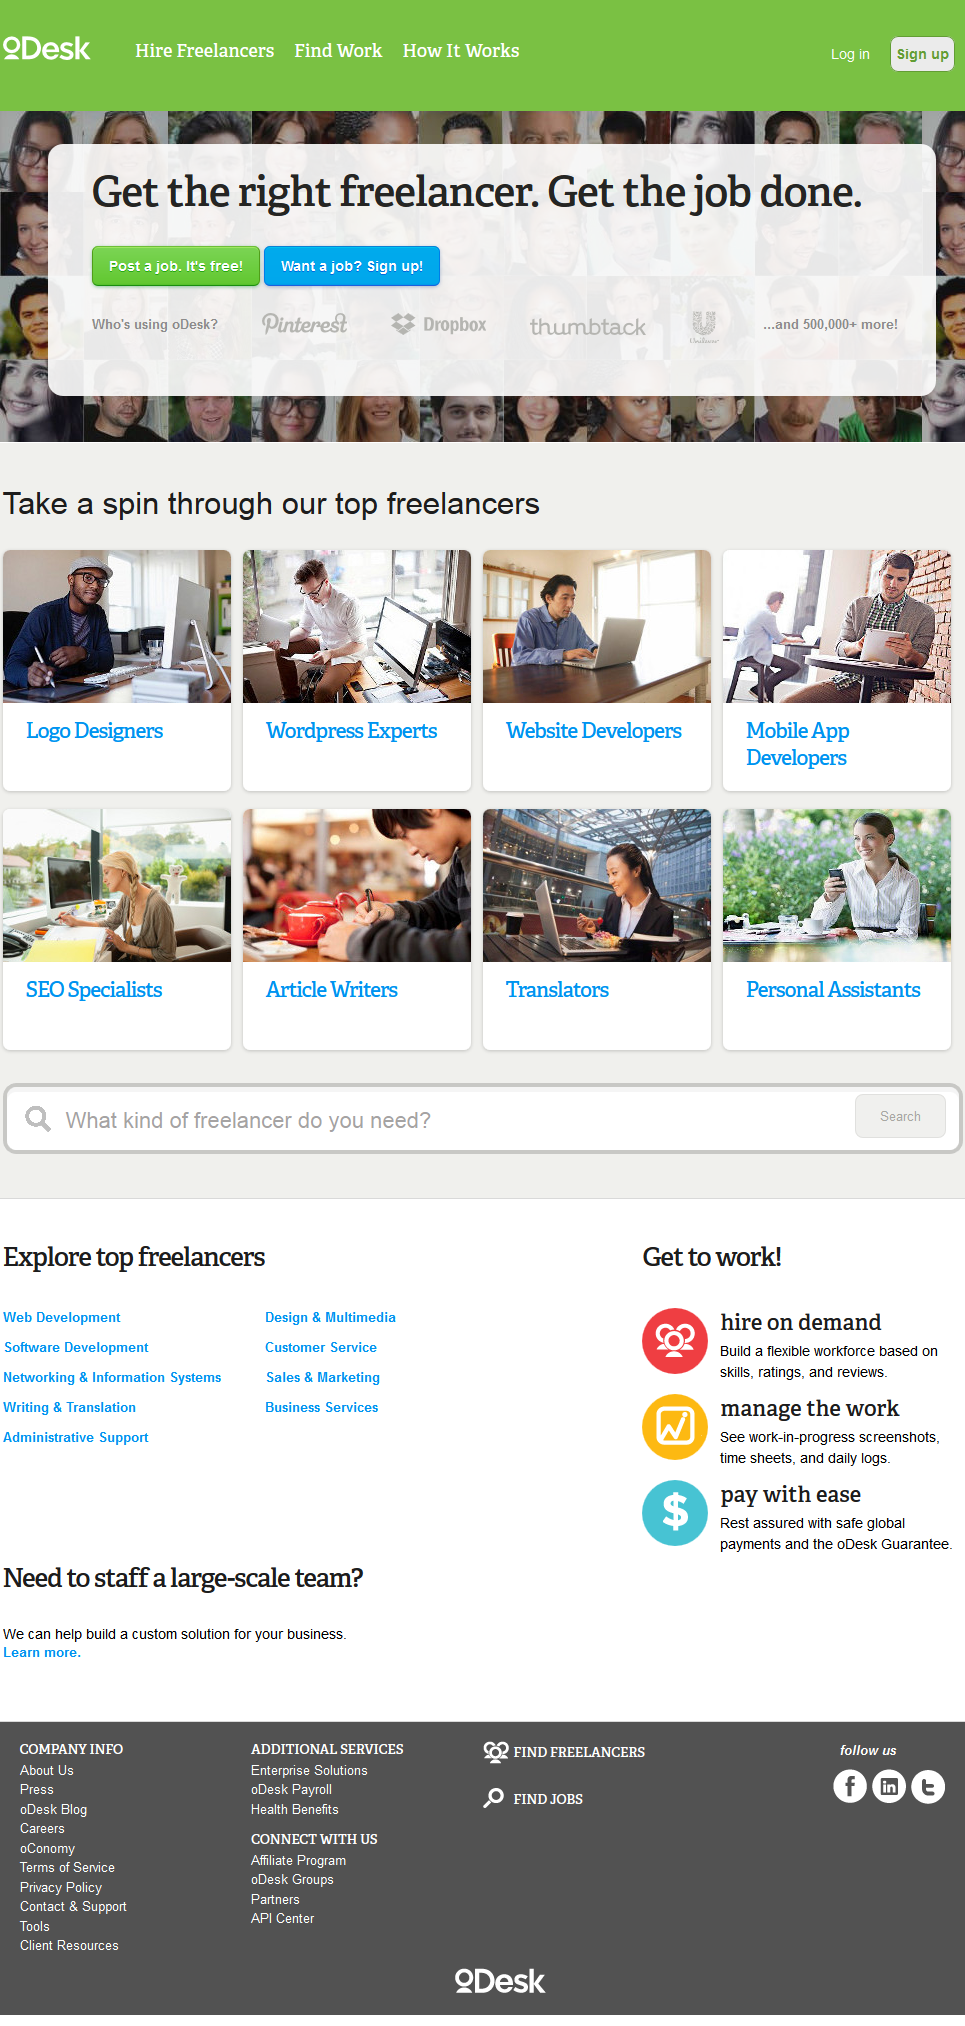 oDesk
Hire Freelancers Find Work How It Works
Log in
Sign up
Get the right freelancer. Get the job done.
Post a job. It's free! Want a job? Sign up!
Who's using oDesk? Pinterest Dropbox thumbtack Unilever ...and 500,000+ more!
Take a spin through our top freelancers
Logo Designers
Wordpress Experts
Website Developers
Mobile App
Developers
SEO Specialists
Article Writers
Translators
Personal Assistants
What kind of freelancer do you need?
Search
Explore top freelancers
Web Development
Software Development
Networking & Information Systems
Writing & Translation
Administrative Support
Design & Multimedia
Customer Service
Sales & Marketing
Business Services
Get to work!
hire on demand
Build a flexible workforce based on
skills, ratings, and reviews.
manage the work
See work-in-progress screenshots,
time sheets, and daily logs.
$
pay with ease
Rest assured with safe global
payments and the oDesk Guarantee.
Need to staff a large-scale team?
We can help build a custom solution for your business.
Learn more.
COMPANY INFO
About Us
Press
oDesk Blog
Careers
oConomy
Terms of Service
Privacy Policy
Contact & Support
Tools
Client Resources
ADDITIONAL SERVICES
Enterprise Solutions
oDesk Payroll
Health Benefits
CONNECT WITH US
Affiliate Program
oDesk Groups
Partners
API Center
FIND FREELANCERS
FIND JOBS
follow us
f in t
oDesk